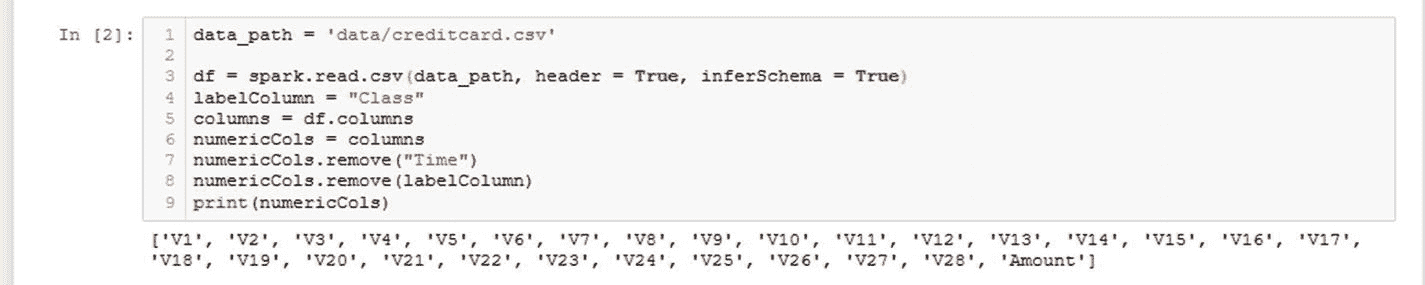 In [2]:
1 data_path = 'data/creditcard.csv'
2
3 df = spark.read.csv(data_path, header = True, inferSchema = True)
4 labelColumn = "Class"
5 columns = df.columns
6 numericCols = columns
7 numericCols.remove("Time")
8 numericCols.remove(labelColumn)
9 print(numericCols)
['V1', 'V2', 'V3', 'V4', 'V5', 'V6', 'V7', 'V8', 'V9', 'V10', 'V11', 'V12', 'V13', 'V14', 'V15', 'V16', 'V17',
'V18', 'V19', 'V20', 'V21', 'V22', 'V23', 'V24', 'V25', 'V26', 'V27', 'V28', 'Amount']